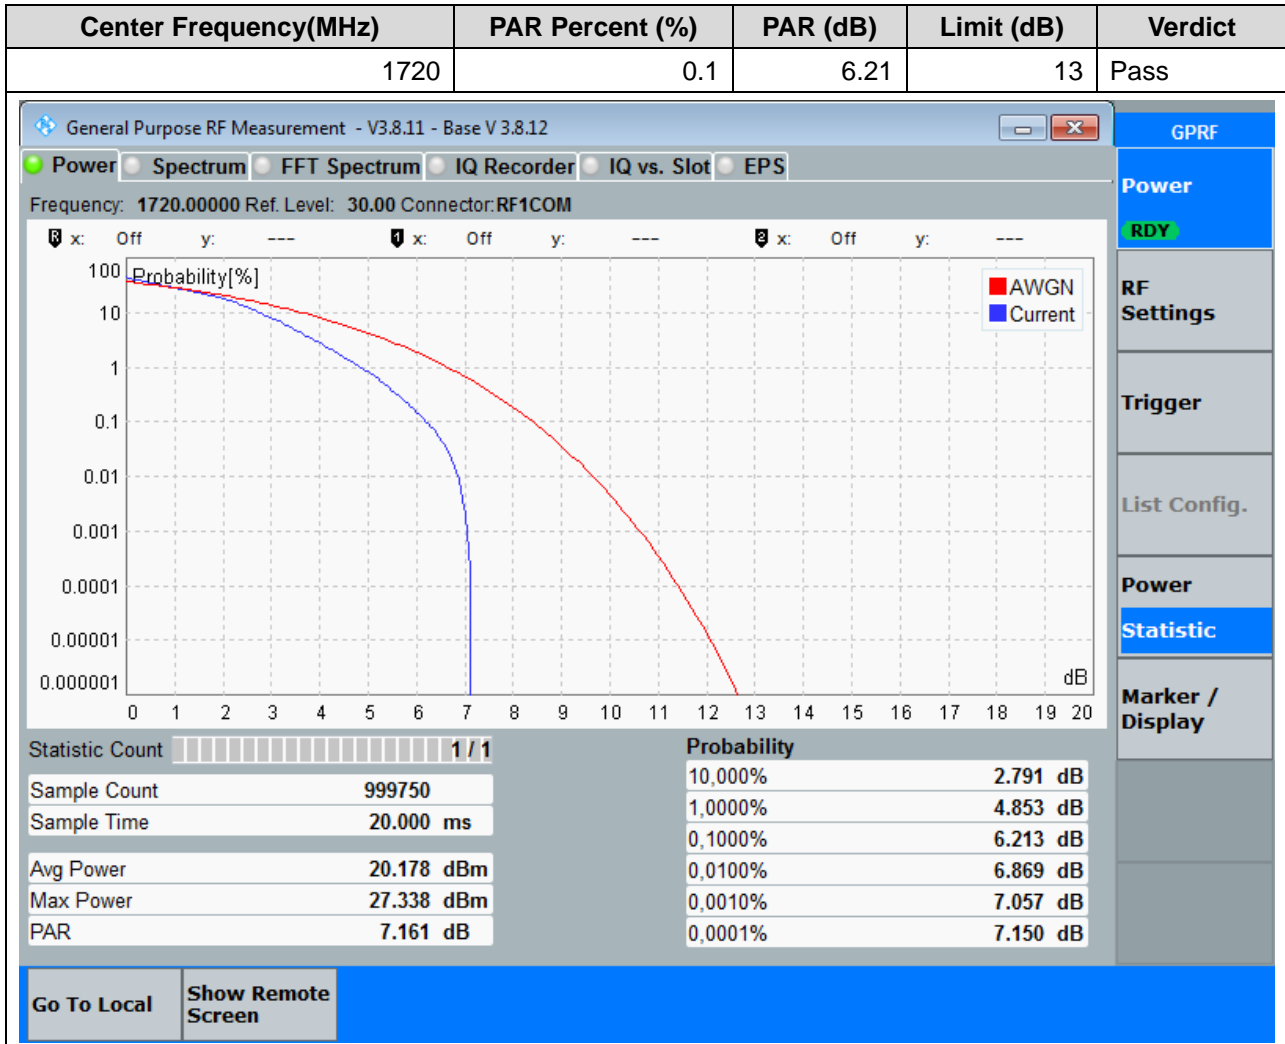 Center Frequency(MHz) PAR Percent (%) PAR (dB) Limit (dB) Verdict
1720 0.1 6.21 13 Pass
General Purpose RF Measurement - V3.8.11 - Base V 3.8.12
GPRF
Power Spectrum FFT Spectrum IQ Recorder IQ vs. Slot EPS
Frequency: 1720.00000 Ref. Level: 30.00 Connector:RF1COM
R x: Off y: --- 1 x: Off y: --- 2 x: Off y: ---
Probability[%]
AWGN
Current
100
10
1
0.1
0.01
0.001
0.0001
0.00001
0.000001
dB
0 1 2 3 4 5 6 7 8 9 10 11 12 13 14 15 16 17 18 19 20
Statistic Count 1 / 1
Sample Count 999750
Sample Time 20.000 ms
Avg Power 20.178 dBm
Max Power 27.338 dBm
PAR 7.161 dB
Probability
10,000% 2.791 dB
1,0000% 4.853 dB
0,1000% 6.213 dB
0,0100% 6.869 dB
0,0010% 7.057 dB
0,0001% 7.150 dB
Power
RDY
RF
Settings
Trigger
List Config.
Power
Statistic
Marker /
Display
Go To Local
Show Remote
Screen